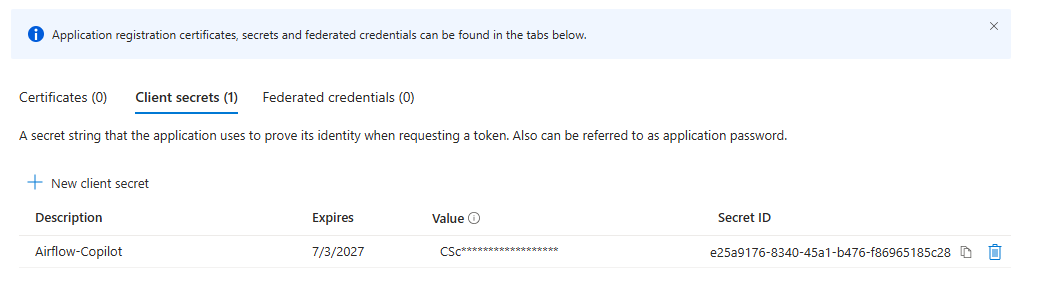 Application registration certificates, secrets and federated credentials can be found in the tabs below.
Certificates (0) Client secrets (1) Federated credentials (0)
A secret string that the application uses to prove its identity when requesting a token. Also can be referred to as application password.
New client secret
Description Expires Value Secret ID
Airflow-Copilot 7/3/2027 CSc****************** e25a9176-8340-45a1-b476-f86965185c28